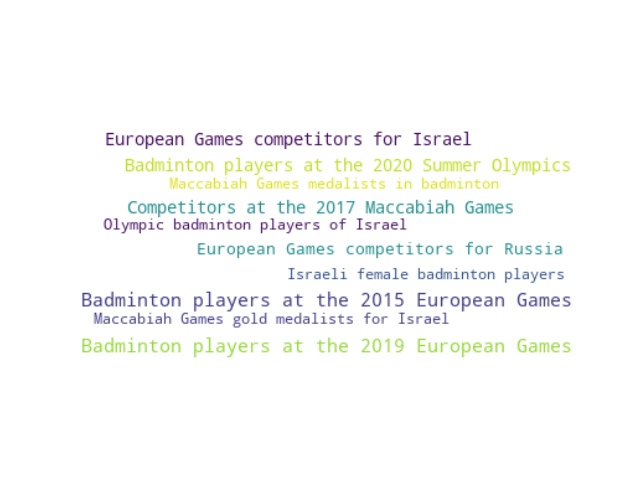 European Games competitors for Israel
Badminton players at the 2020 Summer Olympics
Maccabiah Games medalists in badminton
Competitors at the 2017 Maccabiah Games
Olympic badminton players of Israel
European Games competitors for Russia
Israeli female badminton players
Badminton players at the 2015 European Games
Maccabiah Games gold medalists for Israel
Badminton players at the 2019 European Games